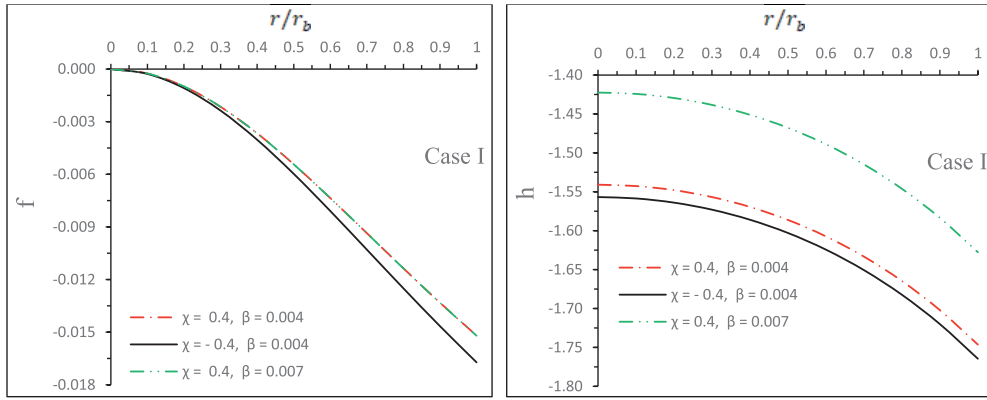 r/r_b
0 0.1 0.2 0.3 0.4 0.5 0.6 0.7 0.8 0.9 1
0.000
-0.003
-0.006
-0.009
-0.012
-0.015
-0.018
f
Case I
χ = 0.4, β = 0.004
χ = - 0.4, β = 0.004
χ = 0.4, β = 0.007
r/r_b
0 0.1 0.2 0.3 0.4 0.5 0.6 0.7 0.8 0.9 1
-1.40
-1.45
-1.50
-1.55
-1.60
-1.65
-1.70
-1.75
-1.80
h
Case I
χ = 0.4, β = 0.004
χ = - 0.4, β = 0.004
χ = 0.4, β = 0.007